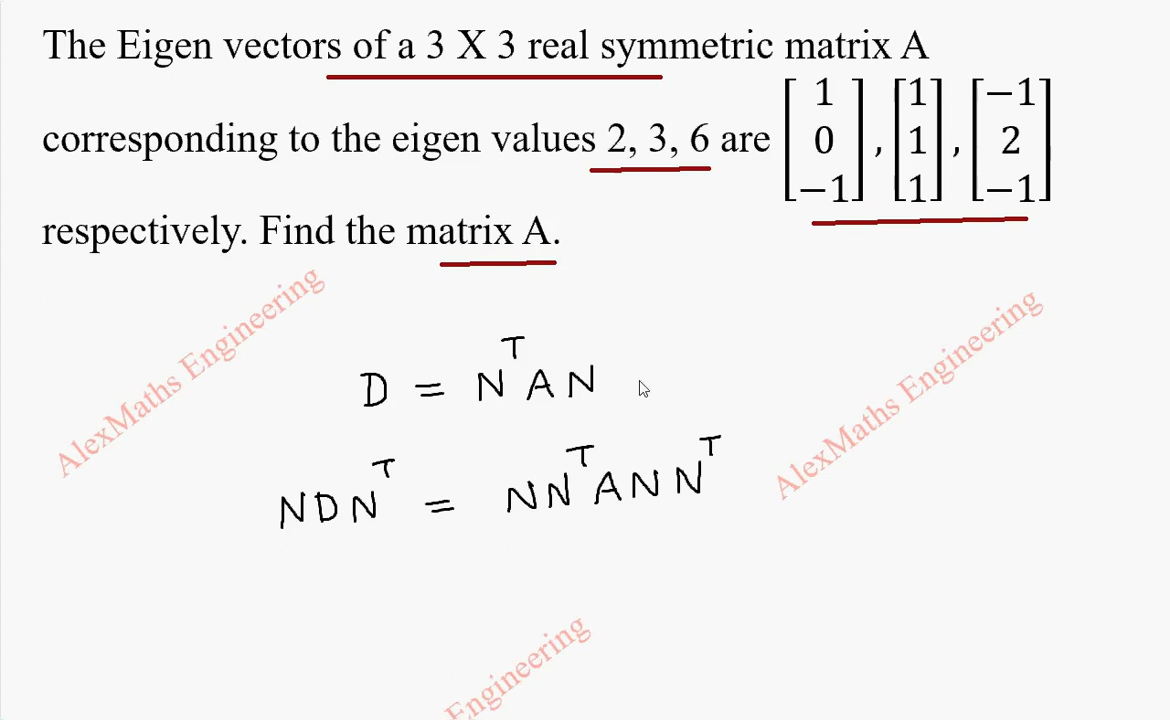 The Eigen vectors of a 3 X 3 real symmetric matrix A
corresponding to the eigen values 2, 3, 6 are [1 0 −1], [1 1 1], [−1 2 −1]
respectively. Find the matrix A.
AlexMaths Engineering
AlexMaths Engineering
D = NᵀAN
NDNᵀ = NNᵀANNᵀ
Engineering